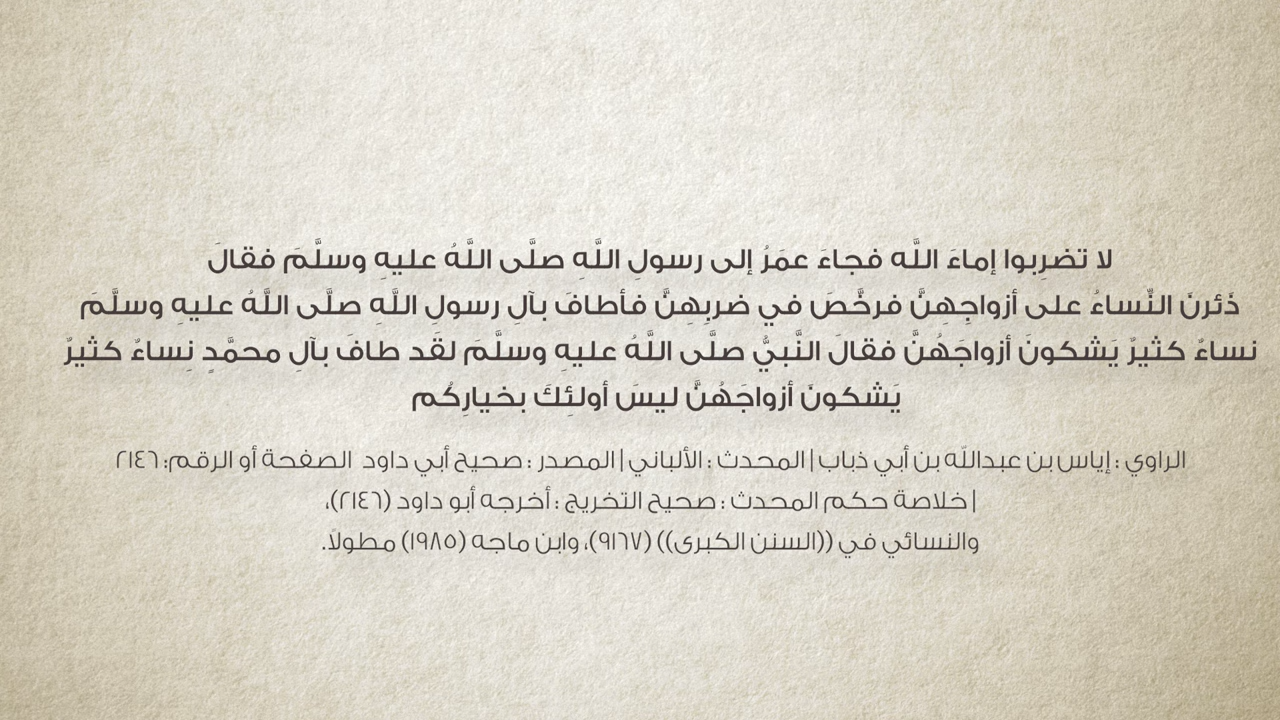 لا تضرِبوا إماءَ اللَّه فجاءَ عمَرُ إلى رسولِ اللَّهِ صلَّى اللَّهُ عليهِ وسلَّمَ فقالَ
ذَئرنَ النِّساءُ على أزواجِهِنَّ فرخَّصَ في ضربِهِنَّ فأطافَ بآلِ رسولِ اللَّهِ صلَّى اللَّهُ عليهِ وسلَّمَ
نساءٌ كثيرٌ يَشكونَ أزواجَهُنَّ فقالَ النَّبيُّ صلَّى اللَّهُ عليهِ وسلَّمَ لقَد طافَ بآلِ محمَّدٍ نِساءٌ كثيرٌ
يَشكونَ أزواجَهُنَّ ليسَ أولئِكَ بخيارِكُم
الراوي : إياس بن عبدالله بن أبي ذباب | المحدث : الألباني | المصدر : صحيح أبي داود الصفحة أو الرقم: ٢١٤٦
| خلاصة حكم المحدث : صحيح التخريج : أخرجه أبو داود (٢١٤٦)،
والنسائي في ((السنن الكبرى)) (٩١٦٧)، وابن ماجه (١٩٨٥) مطولاً.